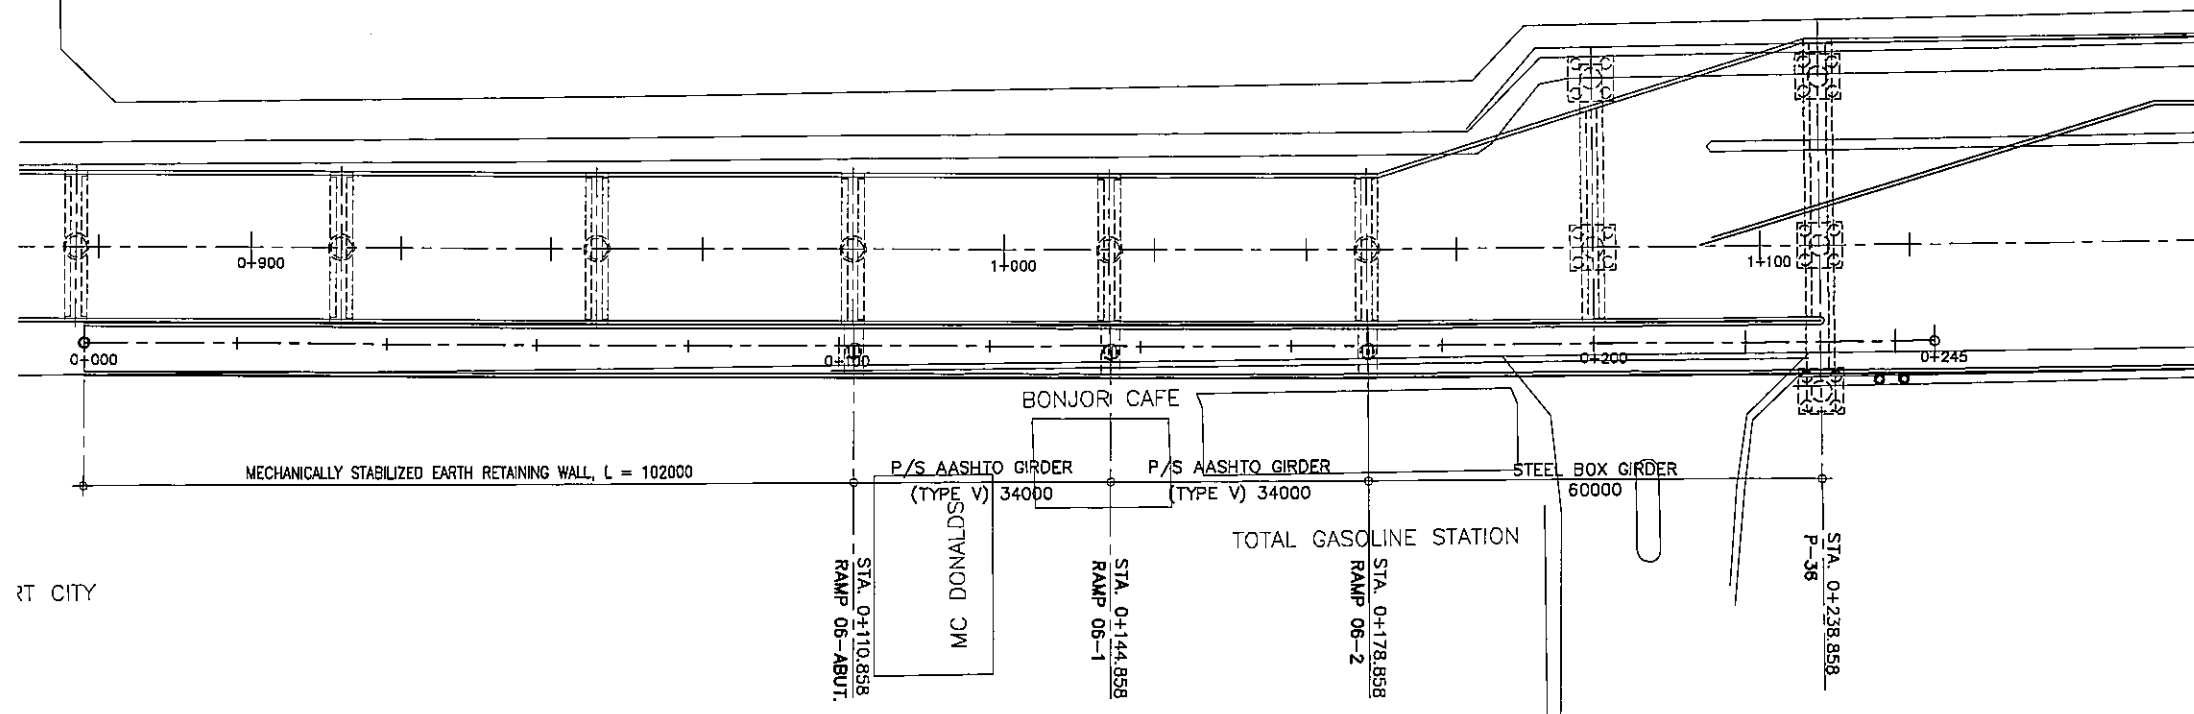 0+900
1+000
1+100
0+000
0+200
0+245
BONJOR CAFE
MECHANICALLY STABILIZED EARTH RETAINING WALL, L = 102000
P/S AASHTO GIRDER
(TYPE V) 34000
P/S AASHTO GIRDER
(TYPE V) 34000
STEEL BOX GIRDER
60000
MC DONALDS
TOTAL GASOLINE STATION
STA. 0+110.858
RAMP 06-ABUT.
STA. 0+144.858
RAMP 06-1
STA. 0+178.858
RAMP 06-2
STA. 0+238.858
P-36
RT CITY